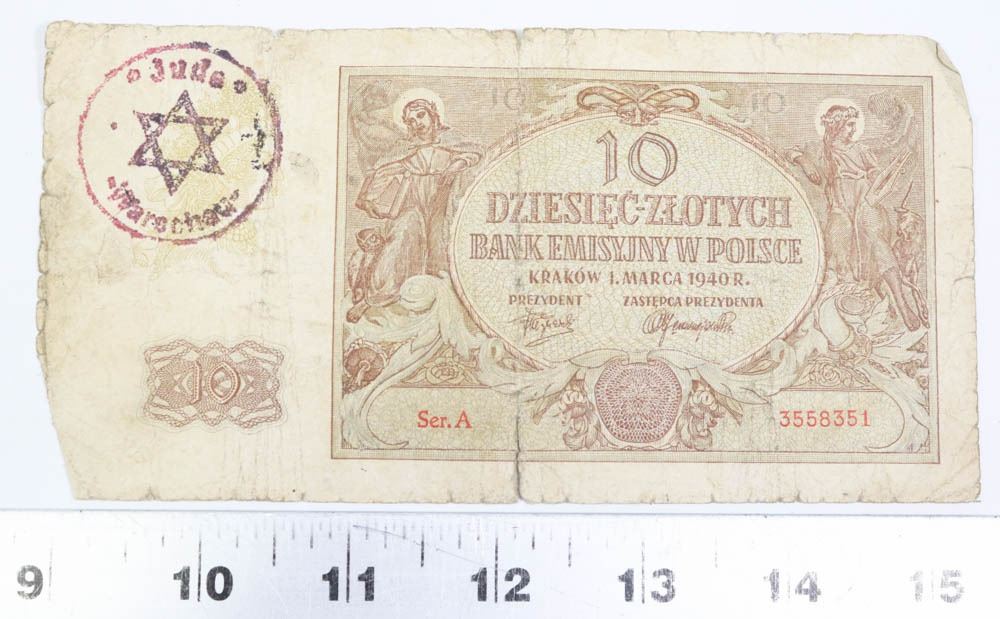 Jude
Warschau
10 10
10
DZIESIĘĆ-ZŁOTYCH
BANK EMISYJNY W POLSCE
KRAKÓW 1. MARCA 1940 R.
PREZYDENT ZASTĘPCA PREZYDENTA
10
Ser. A 3558351
9 10 11 12 13 14 15